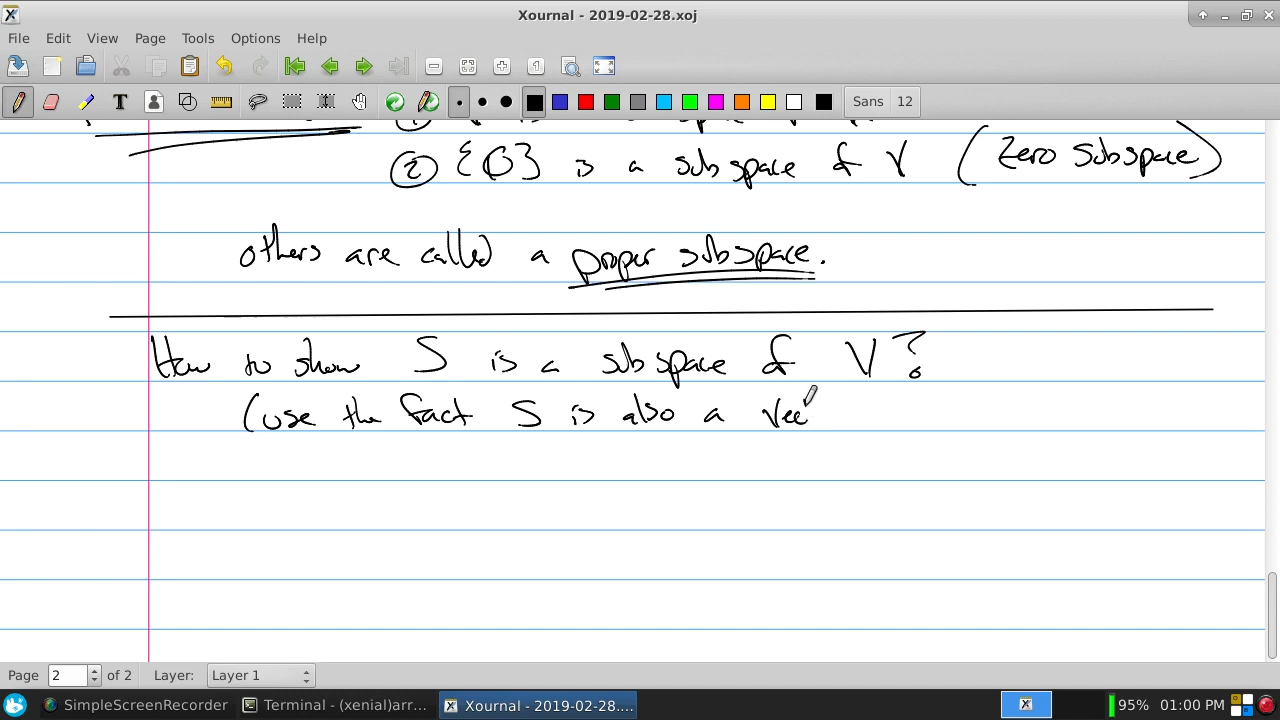 Xournal - 2019-02-28.xoj
File Edit View Page Tools Options Help
Sans 12
② {0} is a subspace of V (Zero Subspace)
others are called a proper subspace.
How to show S is a subspace of V?
(use the fact S is also a Vec
Page 2 of 2 Layer: Layer 1
SimpleScreenRecorder Terminal - (xenial)arr... Xournal - 2019-02-28.... 95% 01:00 PM